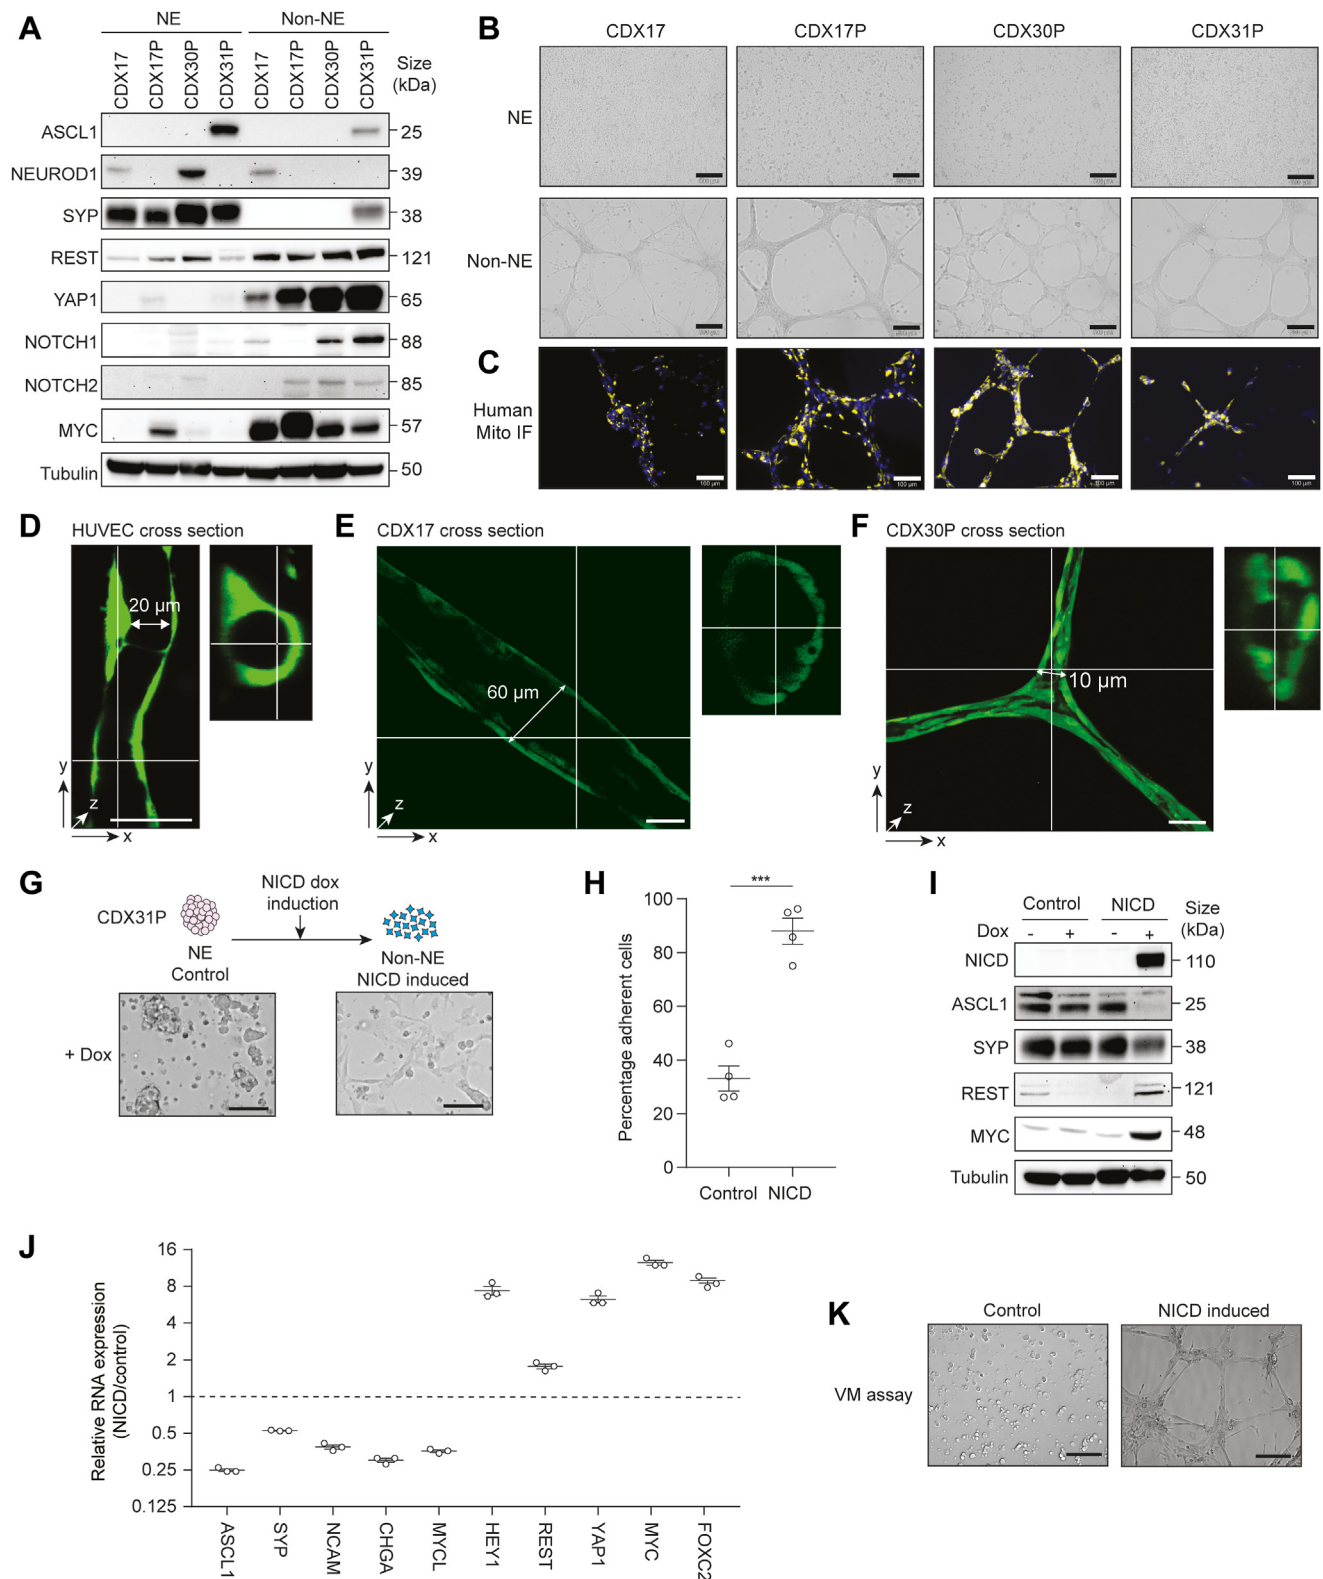 A
NE
Non-NE
CDX17
CDX17P
CDX30P
CDX31P
CDX17
CDX17P
CDX30P
CDX31P
Size
(kDa)
ASCL1
25
NEUROD1
39
SYP
38
REST
121
YAP1
65
NOTCH1
88
NOTCH2
85
MYC
57
Tubulin
50
B
CDX17
CDX17P
CDX30P
CDX31P
NE
Non-NE
C
Human
Mito IF
100 µm
100 µm
100 µm
100 µm
D
HUVEC cross section
20 µm
y
z
x
E
CDX17 cross section
60 µm
y
z
x
F
CDX30P cross section
10 µm
y
z
x
G
NICD dox
induction
CDX31P
NE
Control
Non-NE
NICD induced
+ Dox
H
***
Percentage adherent cells
100
80
60
40
20
0
Control
NICD
I
Control
NICD
Size
(kDa)
Dox
-
+
-
+
NICD
110
ASCL1
25
SYP
38
REST
121
MYC
48
Tubulin
50
J
Relative RNA expression
(NICD/control)
16
8
4
2
1
0.5
0.25
0.125
ASCL1
SYP
NCAM
CHGA
MYCL
HEY1
REST
YAP1
MYC
FOXC2
K
Control
NICD induced
VM assay